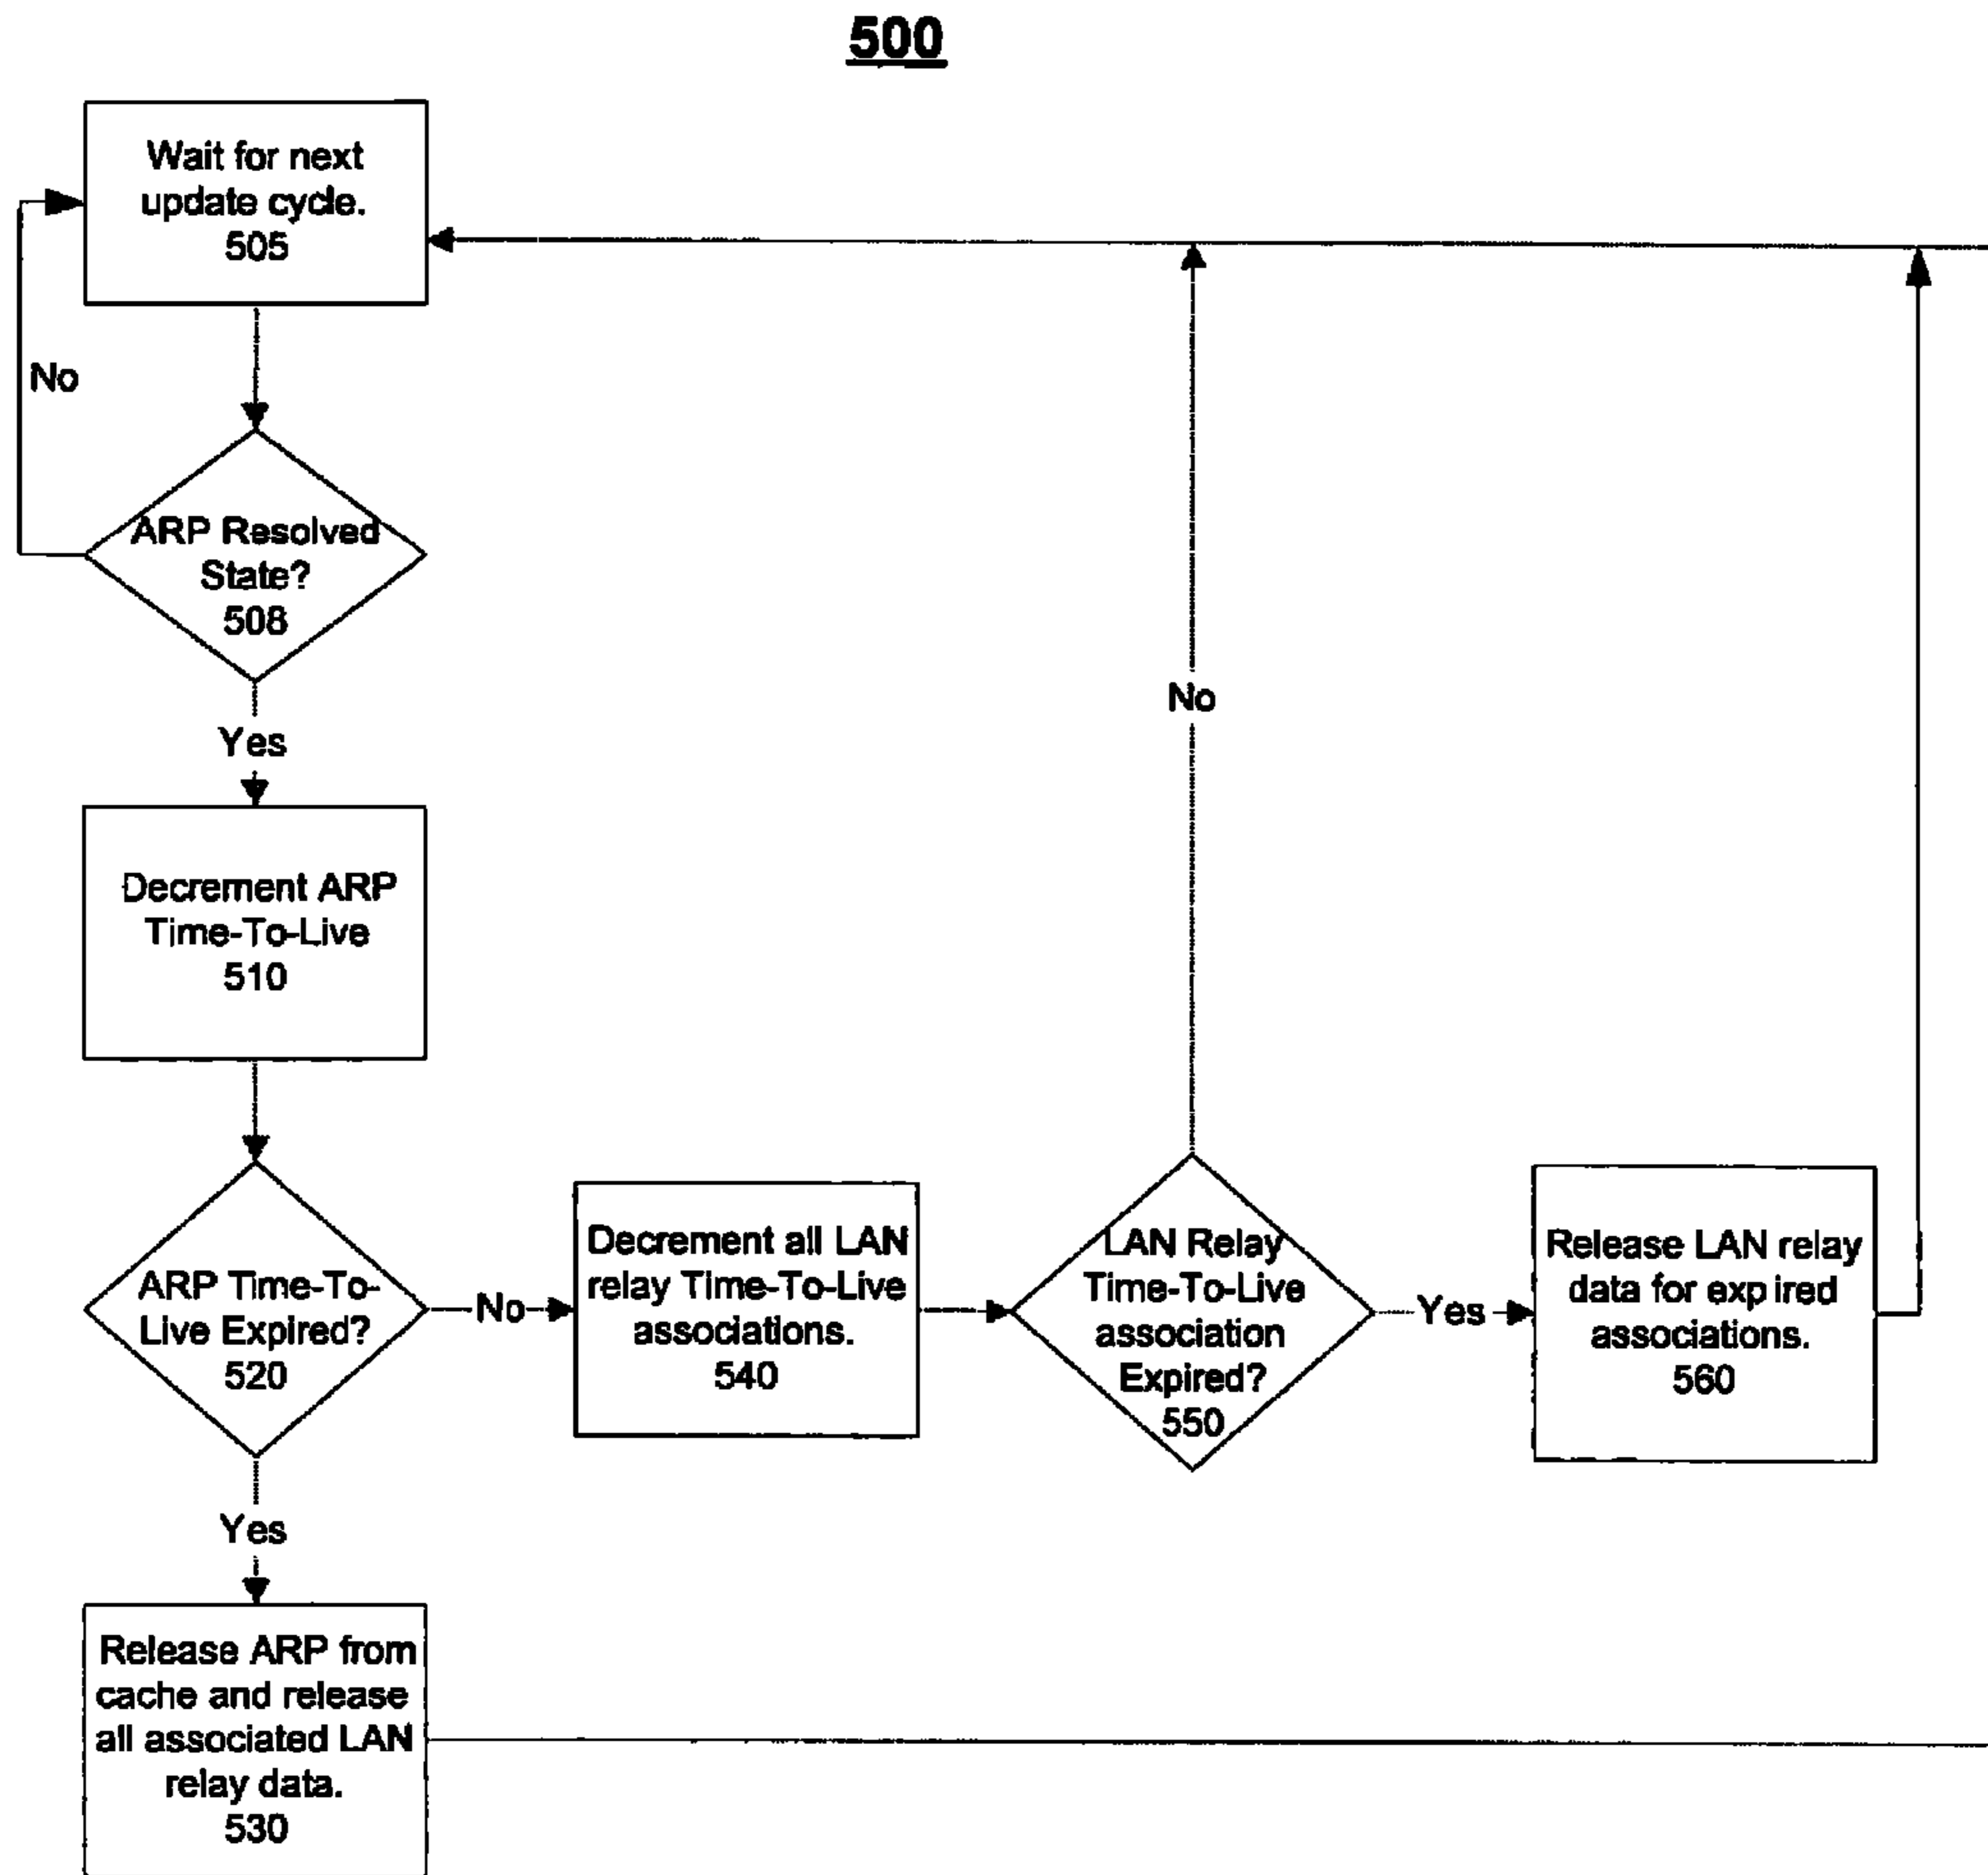 500
Wait for next
update cycle.
505
No
ARP Resolved
State?
508
Yes
Decrement ARP
Time-To-Live
510
ARP Time-To-
Live Expired?
520
No
Decrement all LAN
relay Time-To-Live
associations.
540
LAN Relay
Time-To-Live
association
Expired?
550
No
Yes
Release LAN relay
data for expired
associations.
560
Yes
Release ARP from
cache and release
all associated LAN
relay data.
530